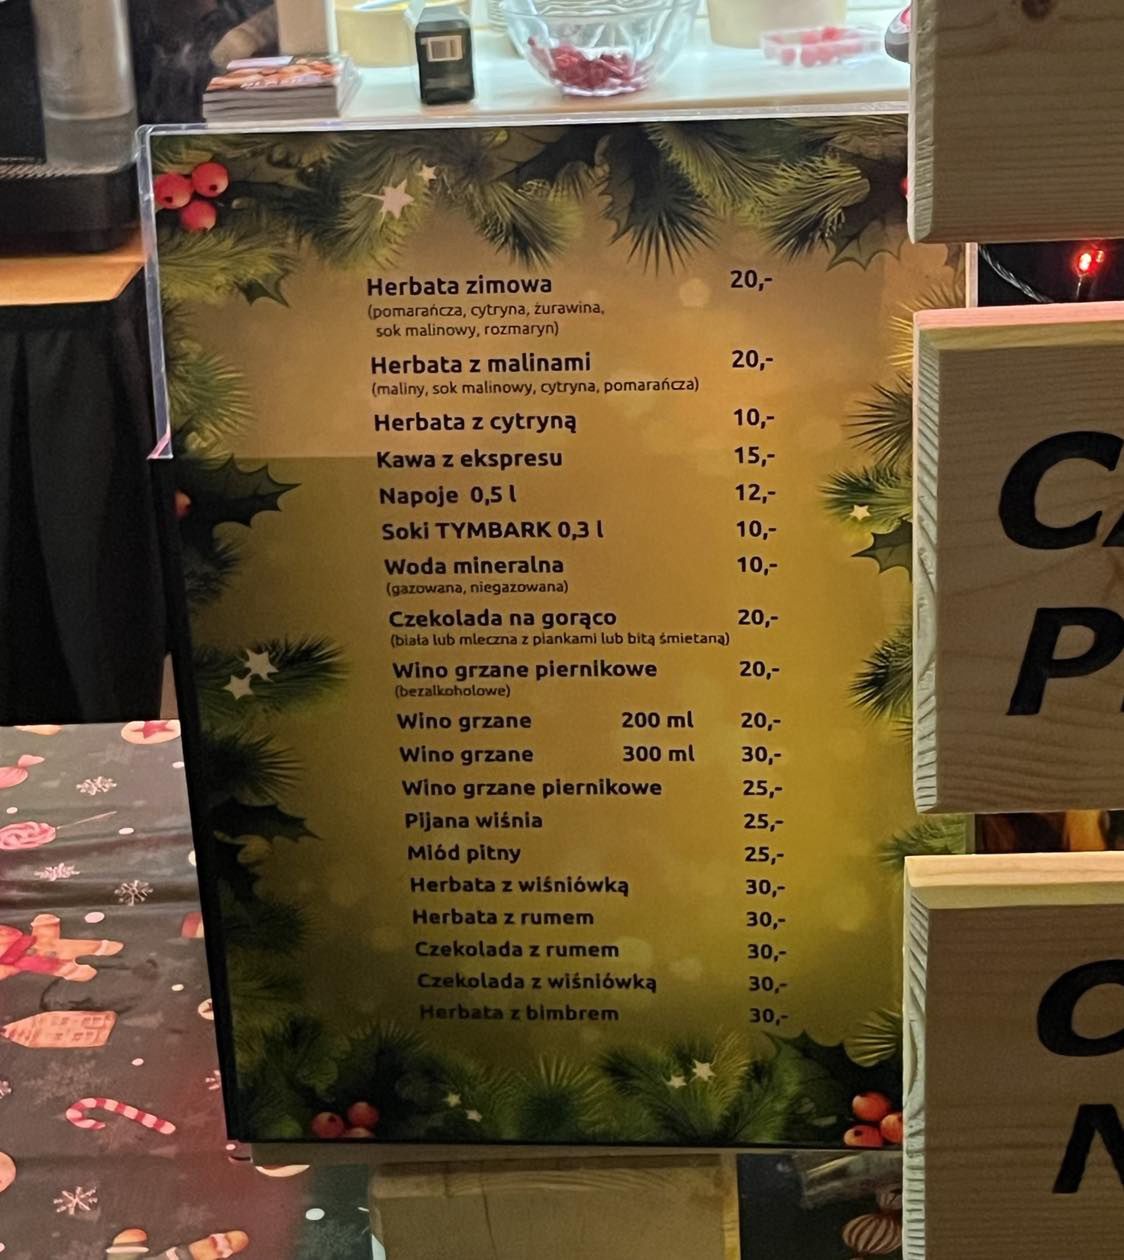 Herbata zimowa 20,-
(pomarańcza, cytryna, żurawina,
sok malinowy, rozmaryn)
Herbata z malinami 20,-
(maliny, sok malinowy, cytryna, pomarańcza)
Herbata z cytryną 10,-
Kawa z ekspresu 15,-
Napoje 0,5 l 12,-
Soki TYMBARK 0,3 l 10,-
Woda mineralna 10,-
(gazowana, niegazowana)
Czekolada na gorąco 20,-
(biała lub mleczna z piankami lub bitą śmietaną)
Wino grzane piernikowe 20,-
(bezalkoholowe)
Wino grzane 200 ml 20,-
Wino grzane 300 ml 30,-
Wino grzane piernikowe 25,-
Pijana wiśnia 25,-
Miód pitny 25,-
Herbata z wiśniówką 30,-
Herbata z rumem 30,-
Czekolada z rumem 30,-
Czekolada z wiśniówką 30,-
Herbata z bimbrem 30,-